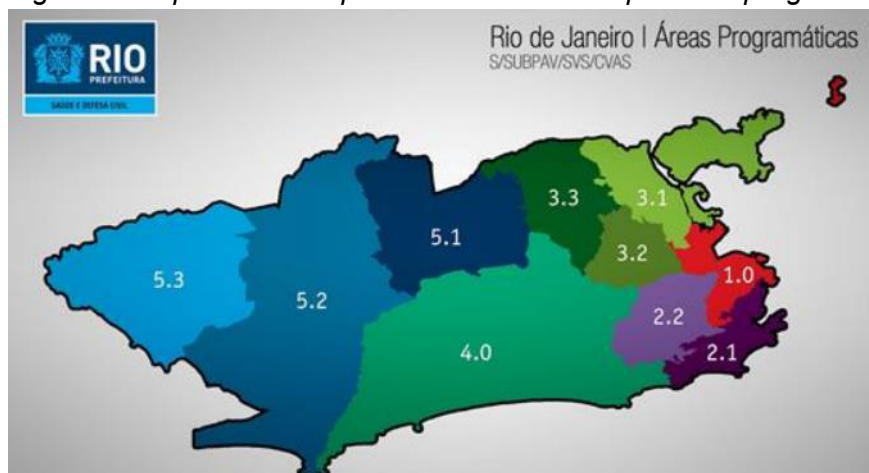 Rio de Janeiro | Áreas Programáticas
S/SUBPAV/SVS/CVAS
RIO
PREFEITURA
SAÚDE E DEFESA CIVIL
3.3
3.1
5.1
3.2
5.3
1.0
5.2
2.2
4.0
2.1